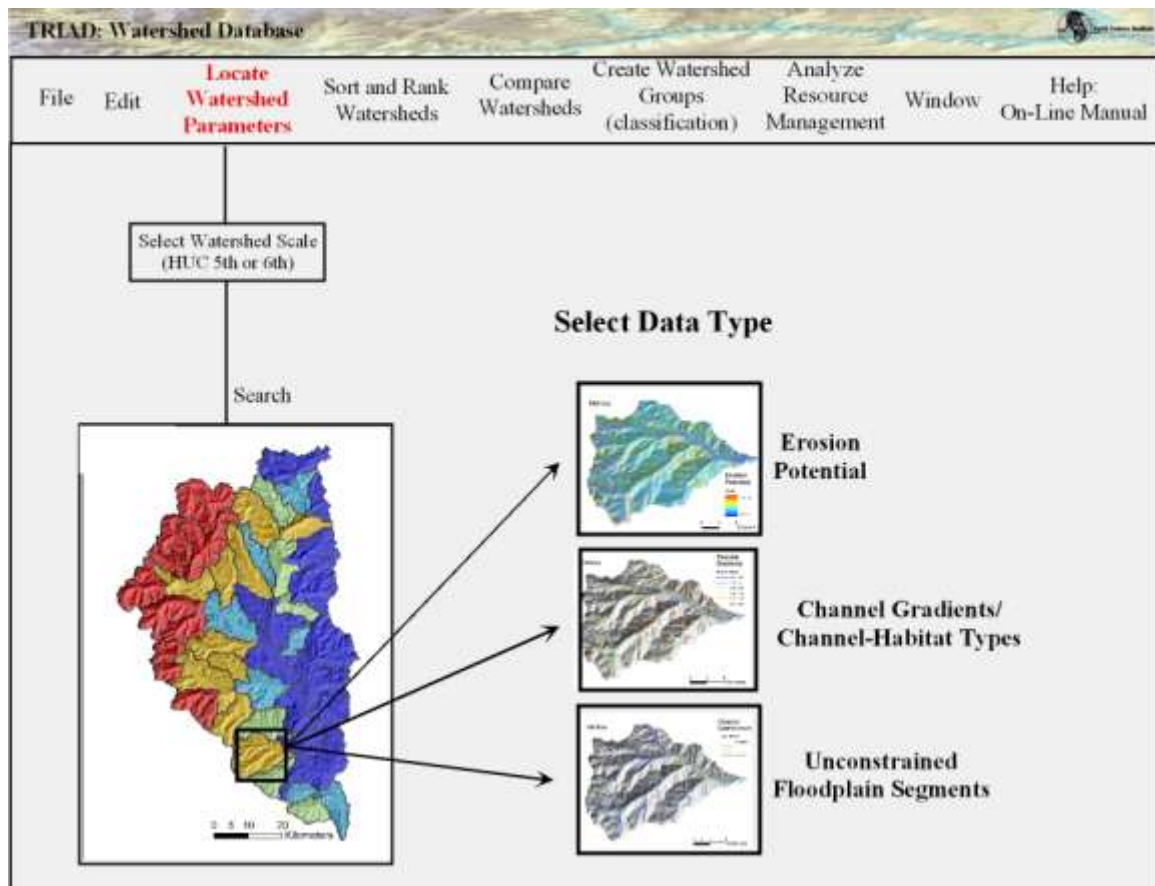 TRIAD: Watershed Database
File
Edit
Locate
Watershed
Parameters
Sort and Rank
Watersheds
Compare
Watersheds
Create Watershed
Groups
(classification)
Analyze
Resource
Management
Window
Help:
On-Line Manual
Select Watershed Scale
(HUC 5th or 6th)
Select Data Type
Search
Erosion
Potential
Erosion
Potential
Channel Gradients/
Channel-Habitat Types
Unconstrained
Floodplain Segments
0 5 10 20
Kilometers